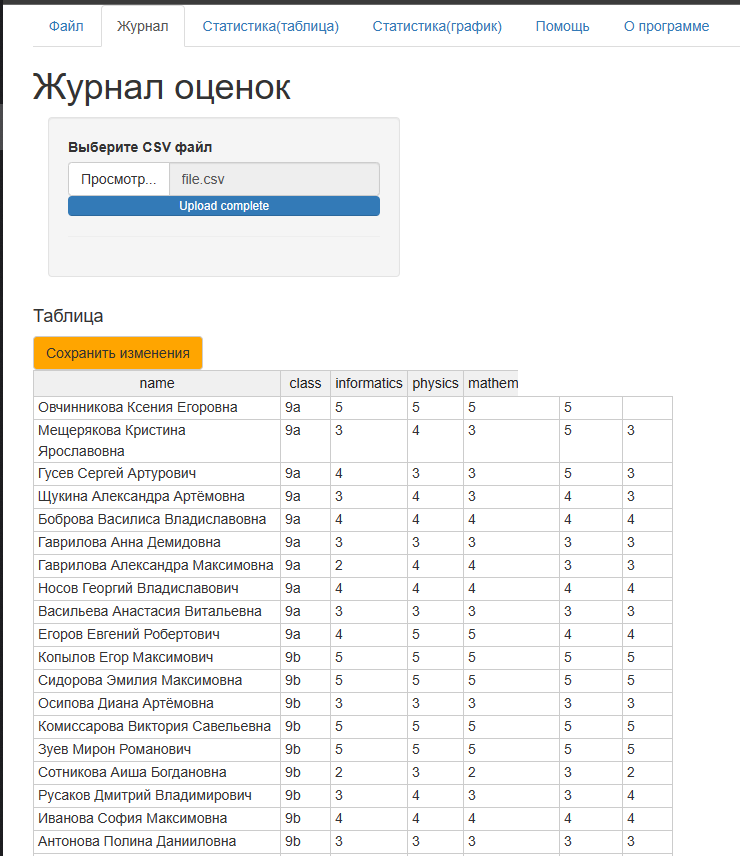 Файл Журнал Статистика(таблица) Статистика(график) Помощь О программе
Журнал оценок
Выберите CSV файл
Просмотр... file.csv
Upload complete
Таблица
Сохранить изменения
name class informatics physics mathem
Овчинникова Ксения Егоровна 9a 5 5 5 5
Мещерякова Кристина 9a 3 4 3 5 3
Ярославовна
Гусев Сергей Артурович 9a 4 3 3 5 3
Щукина Александра Артёмовна 9a 3 4 3 4 3
Боброва Василиса Владиславовна 9a 4 4 4 4 4
Гаврилова Анна Демидовна 9a 3 3 3 3 3
Гаврилова Александра Максимовна 9a 2 4 4 3 3
Носов Георгий Владиславович 9a 4 4 4 4 4
Васильева Анастасия Витальевна 9a 3 3 3 3 3
Егоров Евгений Робертович 9a 4 5 5 4 4
Копылов Егор Максимович 9b 5 5 5 5 5
Сидорова Эмилия Максимовна 9b 5 5 5 5 5
Осипова Диана Артёмовна 9b 3 3 3 3 3
Комиссарова Виктория Савельевна 9b 5 5 5 5 5
Зуев Мирон Романович 9b 5 5 5 5 5
Сотникова Аиша Богдановна 9b 2 3 2 3 2
Русаков Дмитрий Владимирович 9b 3 4 3 3 4
Иванова София Максимовна 9b 4 4 4 4 4
Антонова Полина Данииловна 9b 3 3 3 3 3